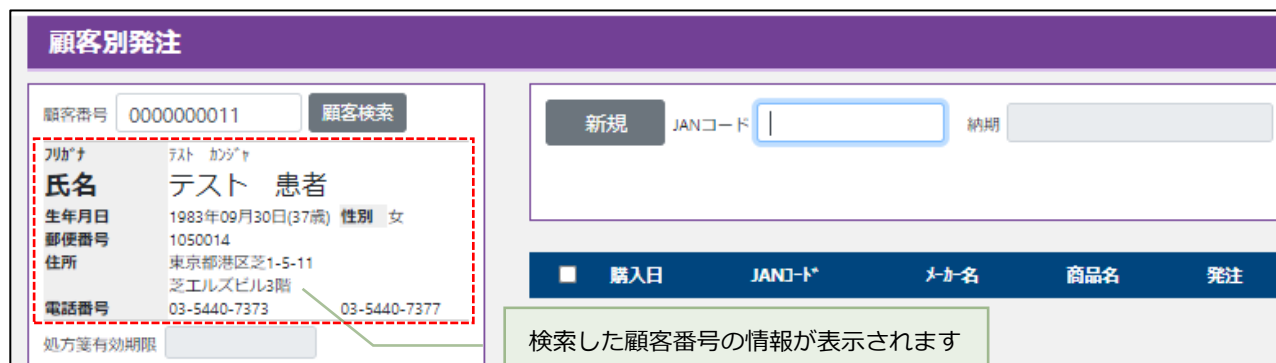 顧客別発注
顧客番号 0000000011 顧客検索
ﾌﾘｶﾞﾅ ﾃｽﾄ ｶﾝｼﾞｬ
氏名 テスト 患者
生年月日 1983年09月30日(37歳) 性別 女
郵便番号 1050014
住所 東京都港区芝1-5-11
芝エルズビル3階
電話番号 03-5440-7373 03-5440-7377
処方箋有効期限
新規 JANコード 納期
購入日 JANｺｰﾄﾞ ﾒｰｶｰ名 商品名 発注
検索した顧客番号の情報が表示されます